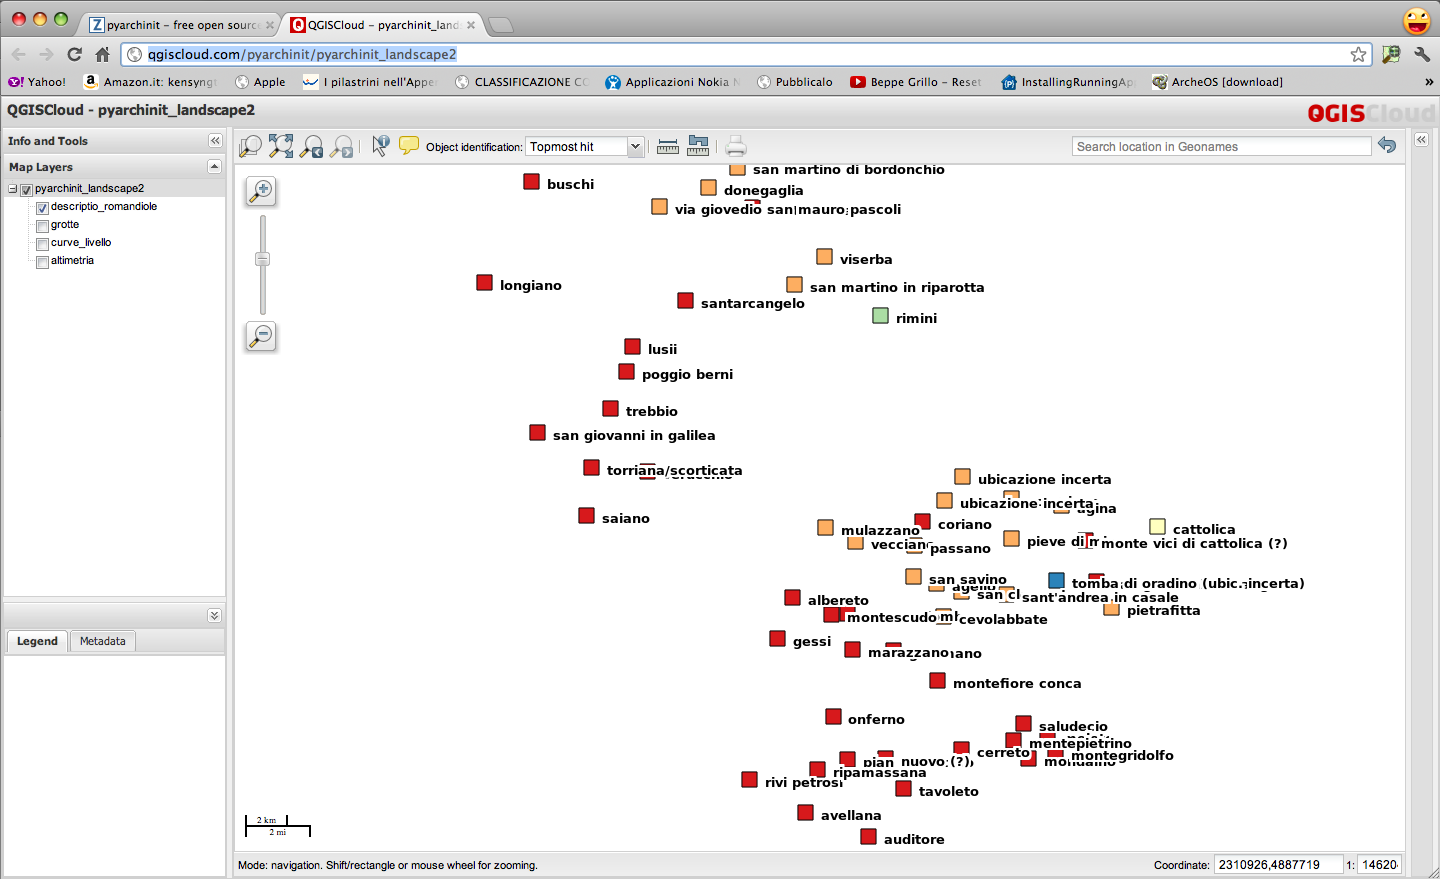 pyarchinit – free open source
QGISCloud – pyarchinit_land
qgiscloud.com/pyarchinit/pyarchinit_landscape2
Yahoo!
Amazon.it: kensyngt
Apple
I pilastrini nell'Appe
CLASSIFICAZIONE CO
Applicazioni Nokia N
Pubblicalo
Beppe Grillo – Reset
InstallingRunningAp
ArcheOS [download]
»
QGISCloud - pyarchinit_landscape2
QGISCloud
Info and Tools
Map Layers
pyarchinit_landscape2
descriptio_romandiole
grotte
curve_livello
altimetria
Legend
Metadata
Object identification:
Topmost hit
Search location in Geonames
san martino di bordonchio
buschi
donegaglia
via giovedio
san mauro pascoli
viserba
longiano
san martino in riparotta
santarcangelo
rimini
lusii
poggio berni
trebbio
san giovanni in galilea
torriana/scorticata
ubicazione incerta
ubicazione incerta
saiano
coriano
cattolica
mulazzano
pieve di
monte vici di cattolica (?)
passano
san savino
tomba di oradino (ubic. incerta)
sant'andrea in casale
albereto
pietrafitta
montescudo
cevolabbate
gessi
marazzano
montefiore conca
onferno
saludecio
mentepietrino
cerreto
montegridolfo
pian
nuovo (?)
ripamassana
rivi petrosi
tavoleto
avellana
auditore
2 km
2 mi
Mode: navigation. Shift/rectangle or mouse wheel for zooming.
Coordinate:
2310926,4887719
1:
14620